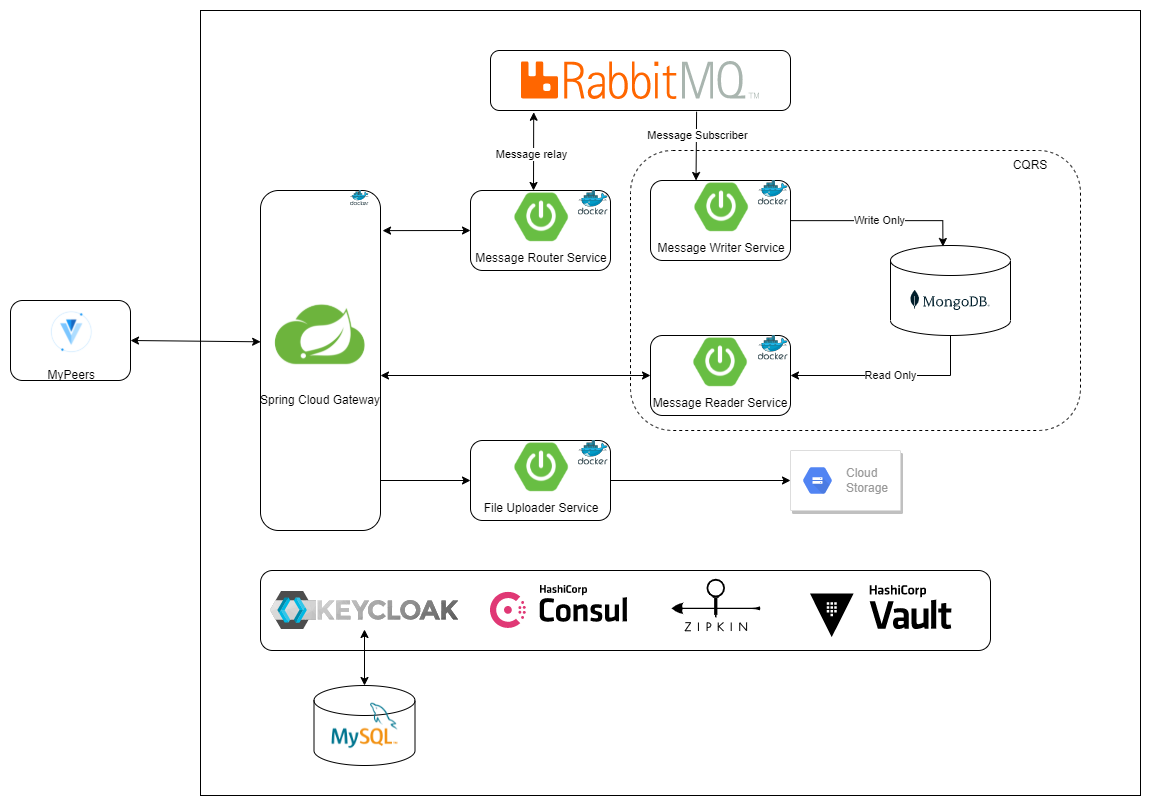 RabbitMQ™
Message relay
Message Subscriber
CQRS
docker
docker
docker
Message Router Service
Message Writer Service
Write Only
MongoDB.
MyPeers
Spring Cloud Gateway
docker
Message Reader Service
Read Only
docker
File Uploader Service
Cloud
Storage
KEYCLOAK
HashiCorp
Consul
ZIPKIN
HashiCorp
Vault
MySQL™